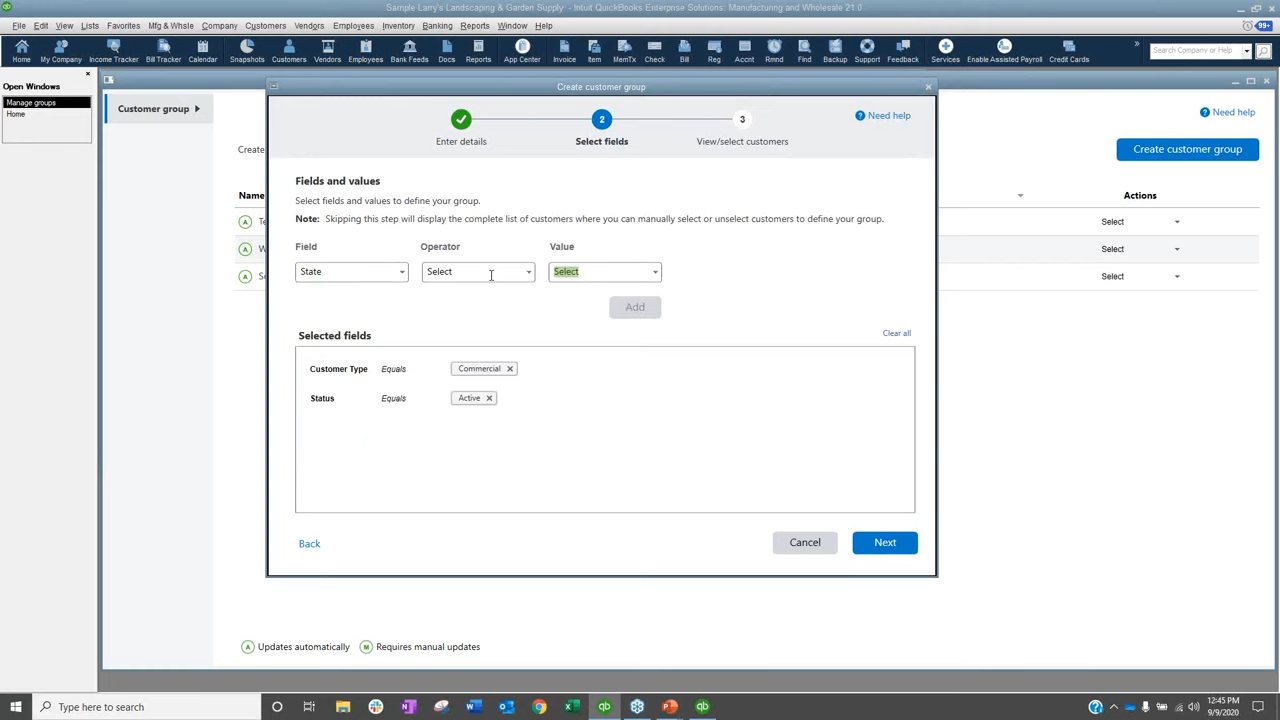 Sample Larry's Landscaping & Garden Supply - Intuit QuickBooks Enterprise Solutions: Manufacturing and Wholesale 21.0
File Edit View Lists Favorites Mfg & Whsle Company Customers Vendors Employees Inventory Banking Reports Window Help 99+
Home My Company Income Tracker Bill Tracker Calendar Snapshots Customers Vendors Employees Bank Feeds Docs Reports App Center Invoice Item MemTx Check Bill Reg Accnt Rmnd Find Backup Support Feedback Services Enable Assisted Payroll Credit Cards Search Company or Help
Open Windows
Manage groups
Home
Customer group
Need help
Create
Create customer group
Name
Actions
A Te
Select
A W
Select
A Se
Select
Create customer group
2 3
Enter details Select fields View/select customers
? Need help
Fields and values
Select fields and values to define your group.
Note: Skipping this step will display the complete list of customers where you can manually select or unselect customers to define your group.
Field Operator Value
State Select Select
Add
Selected fields Clear all
Customer Type Equals Commercial
Status Equals Active
Back Cancel Next
A Updates automatically M Requires manual updates
Type here to search
12:45 PM
9/9/2020